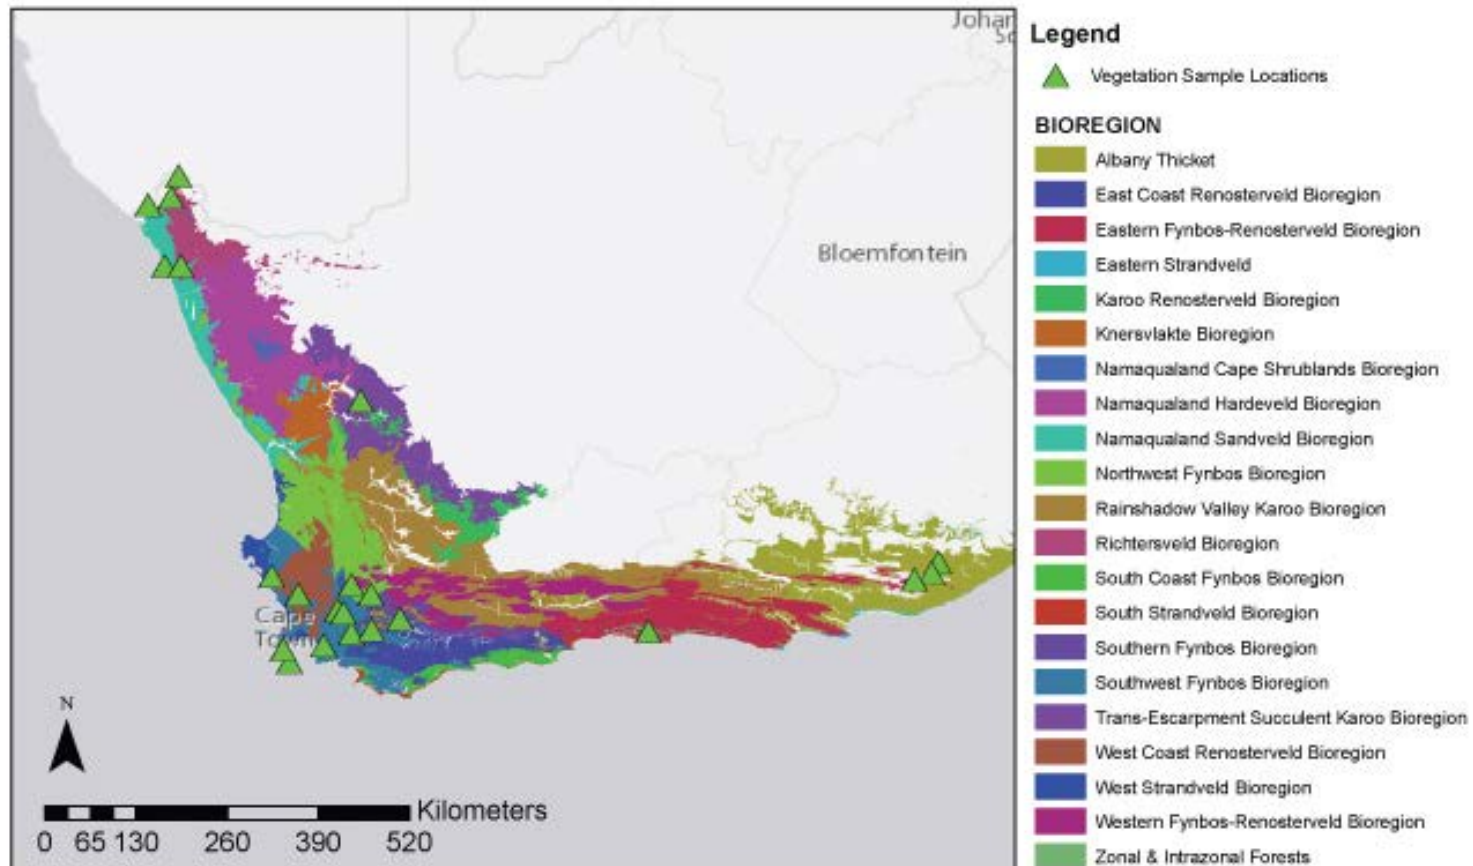 Johan
So
Bloemfontein
Cape
Town
N
Kilometers
0 65 130 260 390 520
Legend
Vegetation Sample Locations
BIOREGION
Albany Thicket
East Coast Renosterveld Bioregion
Eastern Fynbos-Renosterveld Bioregion
Eastern Strandveld
Karoo Renosterveld Bioregion
Knersvlakte Bioregion
Namaqualand Cape Shrublands Bioregion
Namaqualand Hardeveld Bioregion
Namaqualand Sandveld Bioregion
Northwest Fynbos Bioregion
Rainshadow Valley Karoo Bioregion
Richtersveld Bioregion
South Coast Fynbos Bioregion
South Strandveld Bioregion
Southern Fynbos Bioregion
Southwest Fynbos Bioregion
Trans-Escarpment Succulent Karoo Bioregion
West Coast Renosterveld Bioregion
West Strandveld Bioregion
Western Fynbos-Renosterveld Bioregion
Zonal & Intrazonal Forests